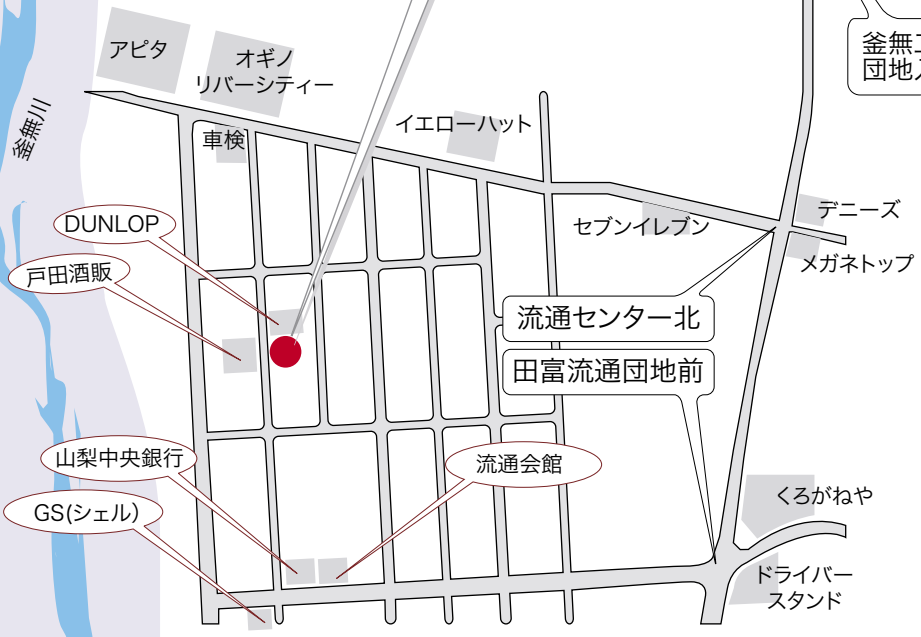 アピタ
オギノ
リバーシティー
釜無
団地
釜無川
車検
イエローハット
DUNLOP
戸田酒販
セブンイレブン
デニーズ
メガネトップ
流通センター北
田富流通団地前
山梨中央銀行
流通会館
GS(シェル)
くろがねや
ドライバー
スタンド